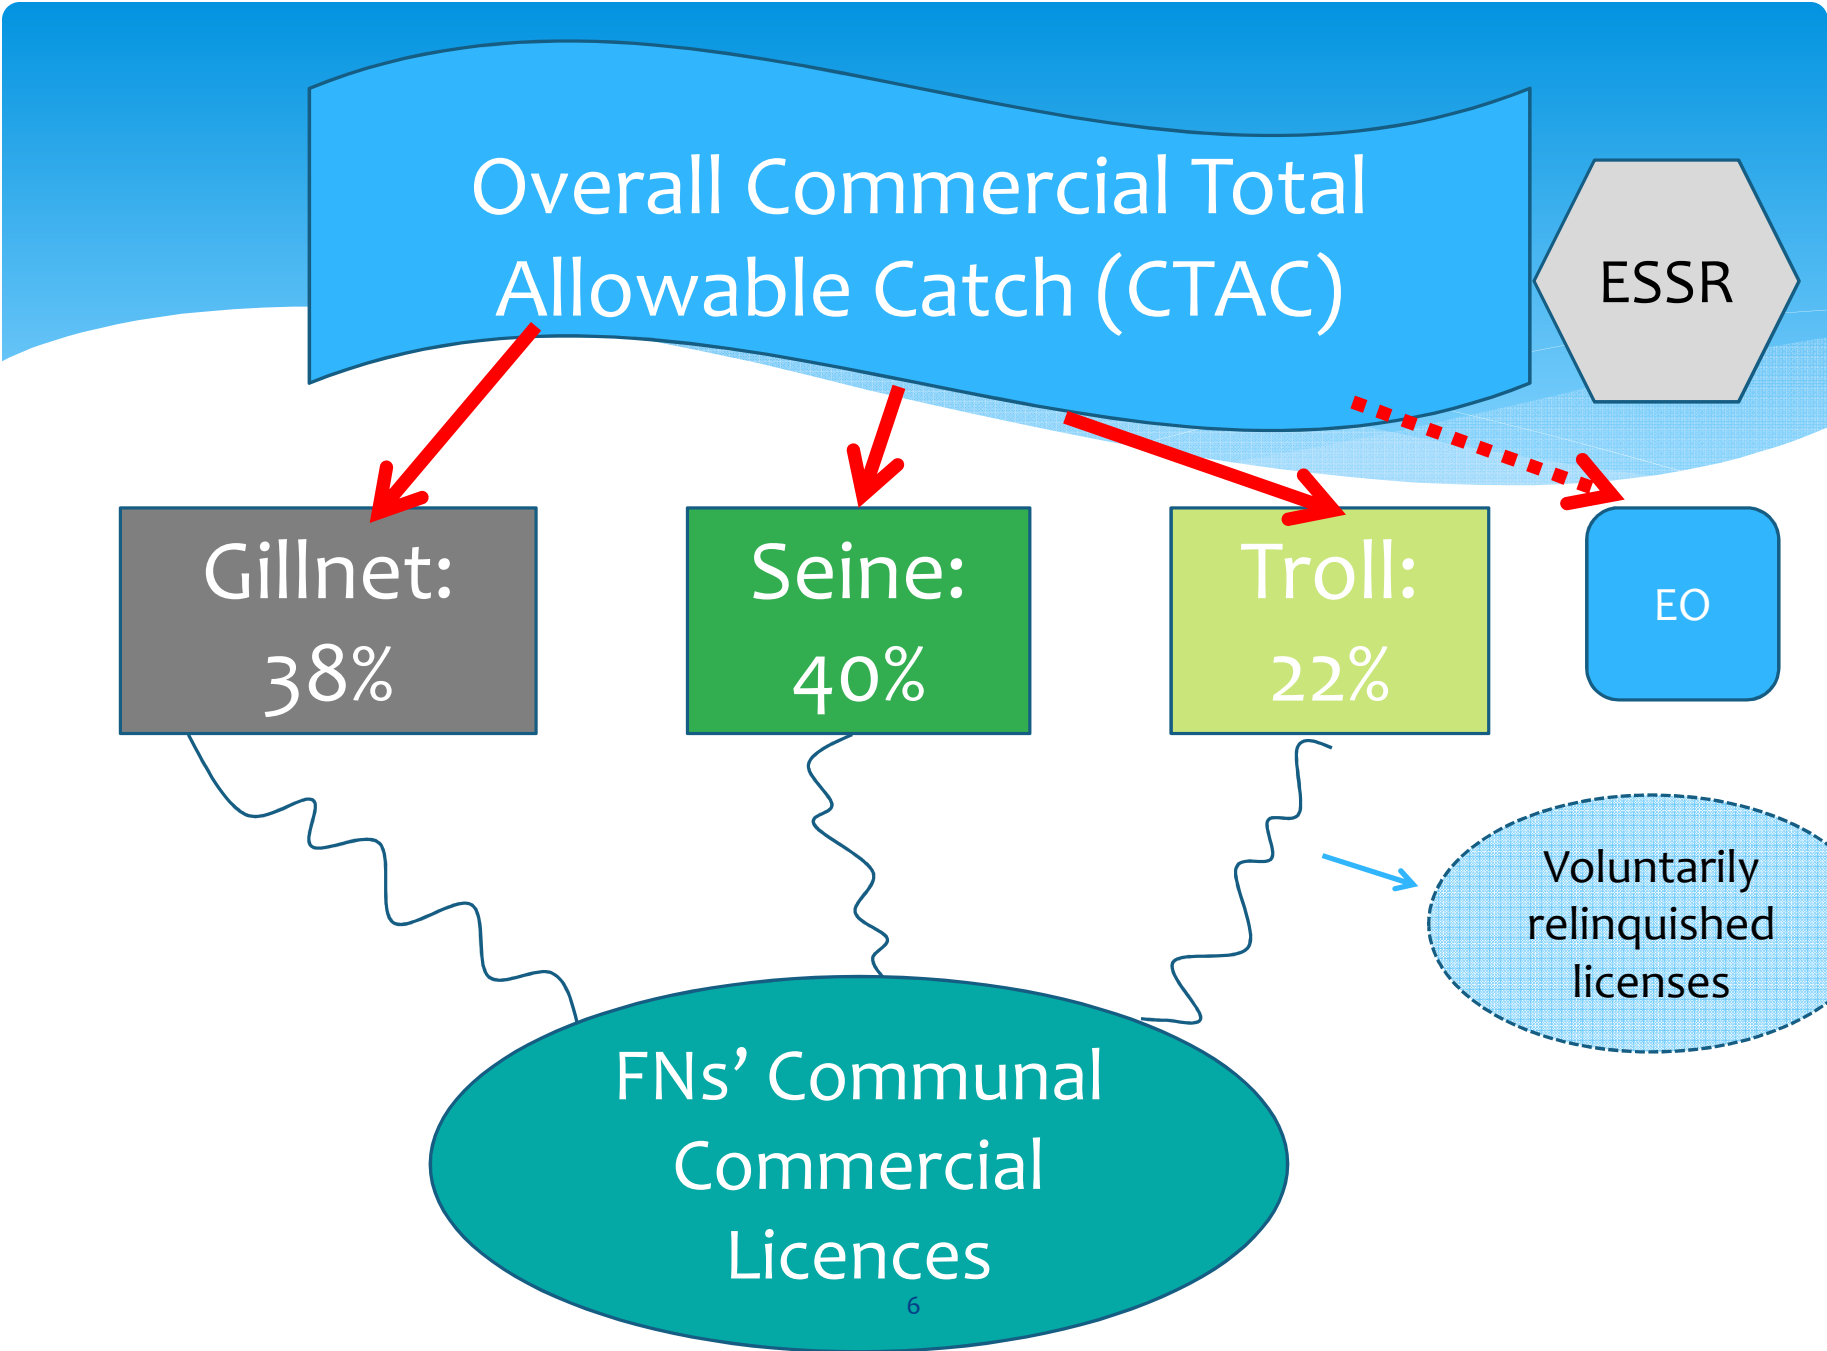 Overall Commercial Total
Allowable Catch (CTAC)
ESSR
Gillnet:
38%
Seine:
40%
Troll:
22%
EO
Voluntarily
relinquished
licenses
FNs’ Communal
Commercial
Licences
6